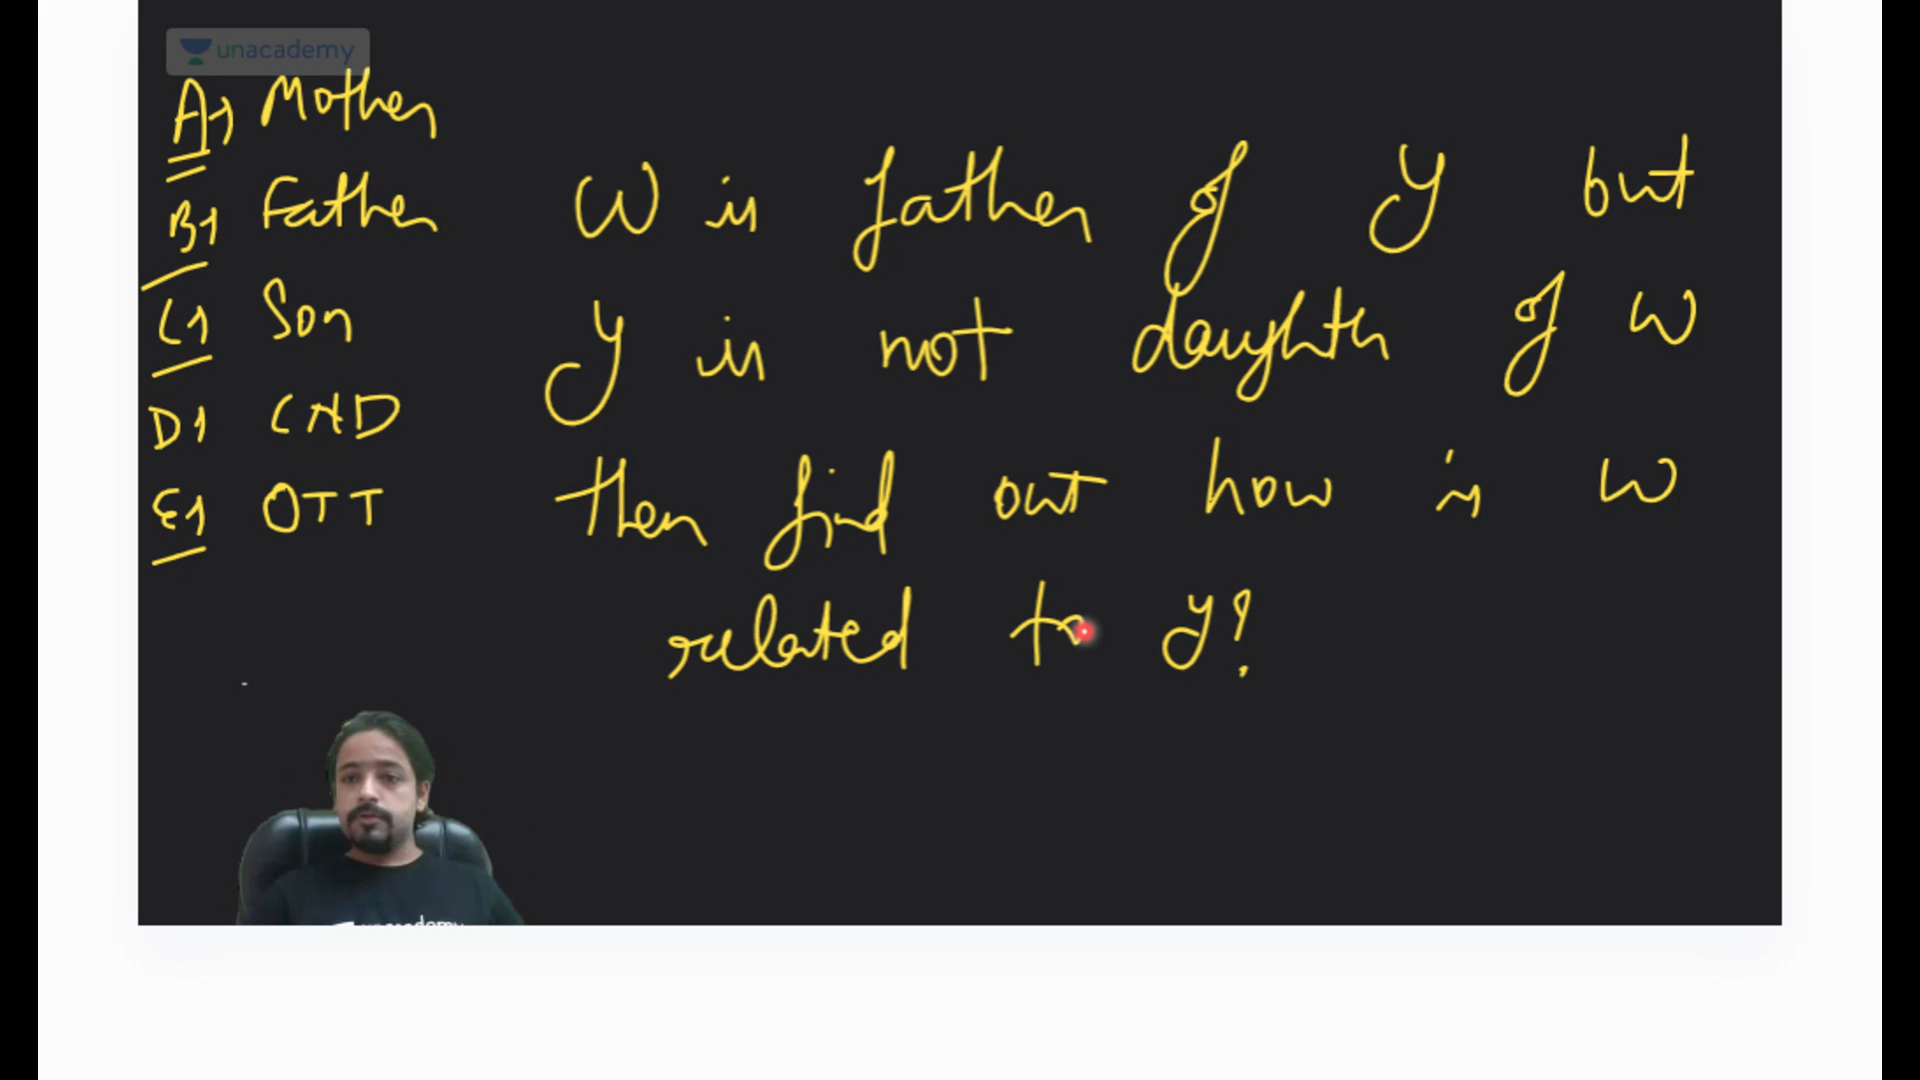 unacademy
A) Mother
B) Father
C) Son
D) CND
E) OTT
W is father of Y but
Y is not daughter of W
then find out how is W
related to Y?
unacademy